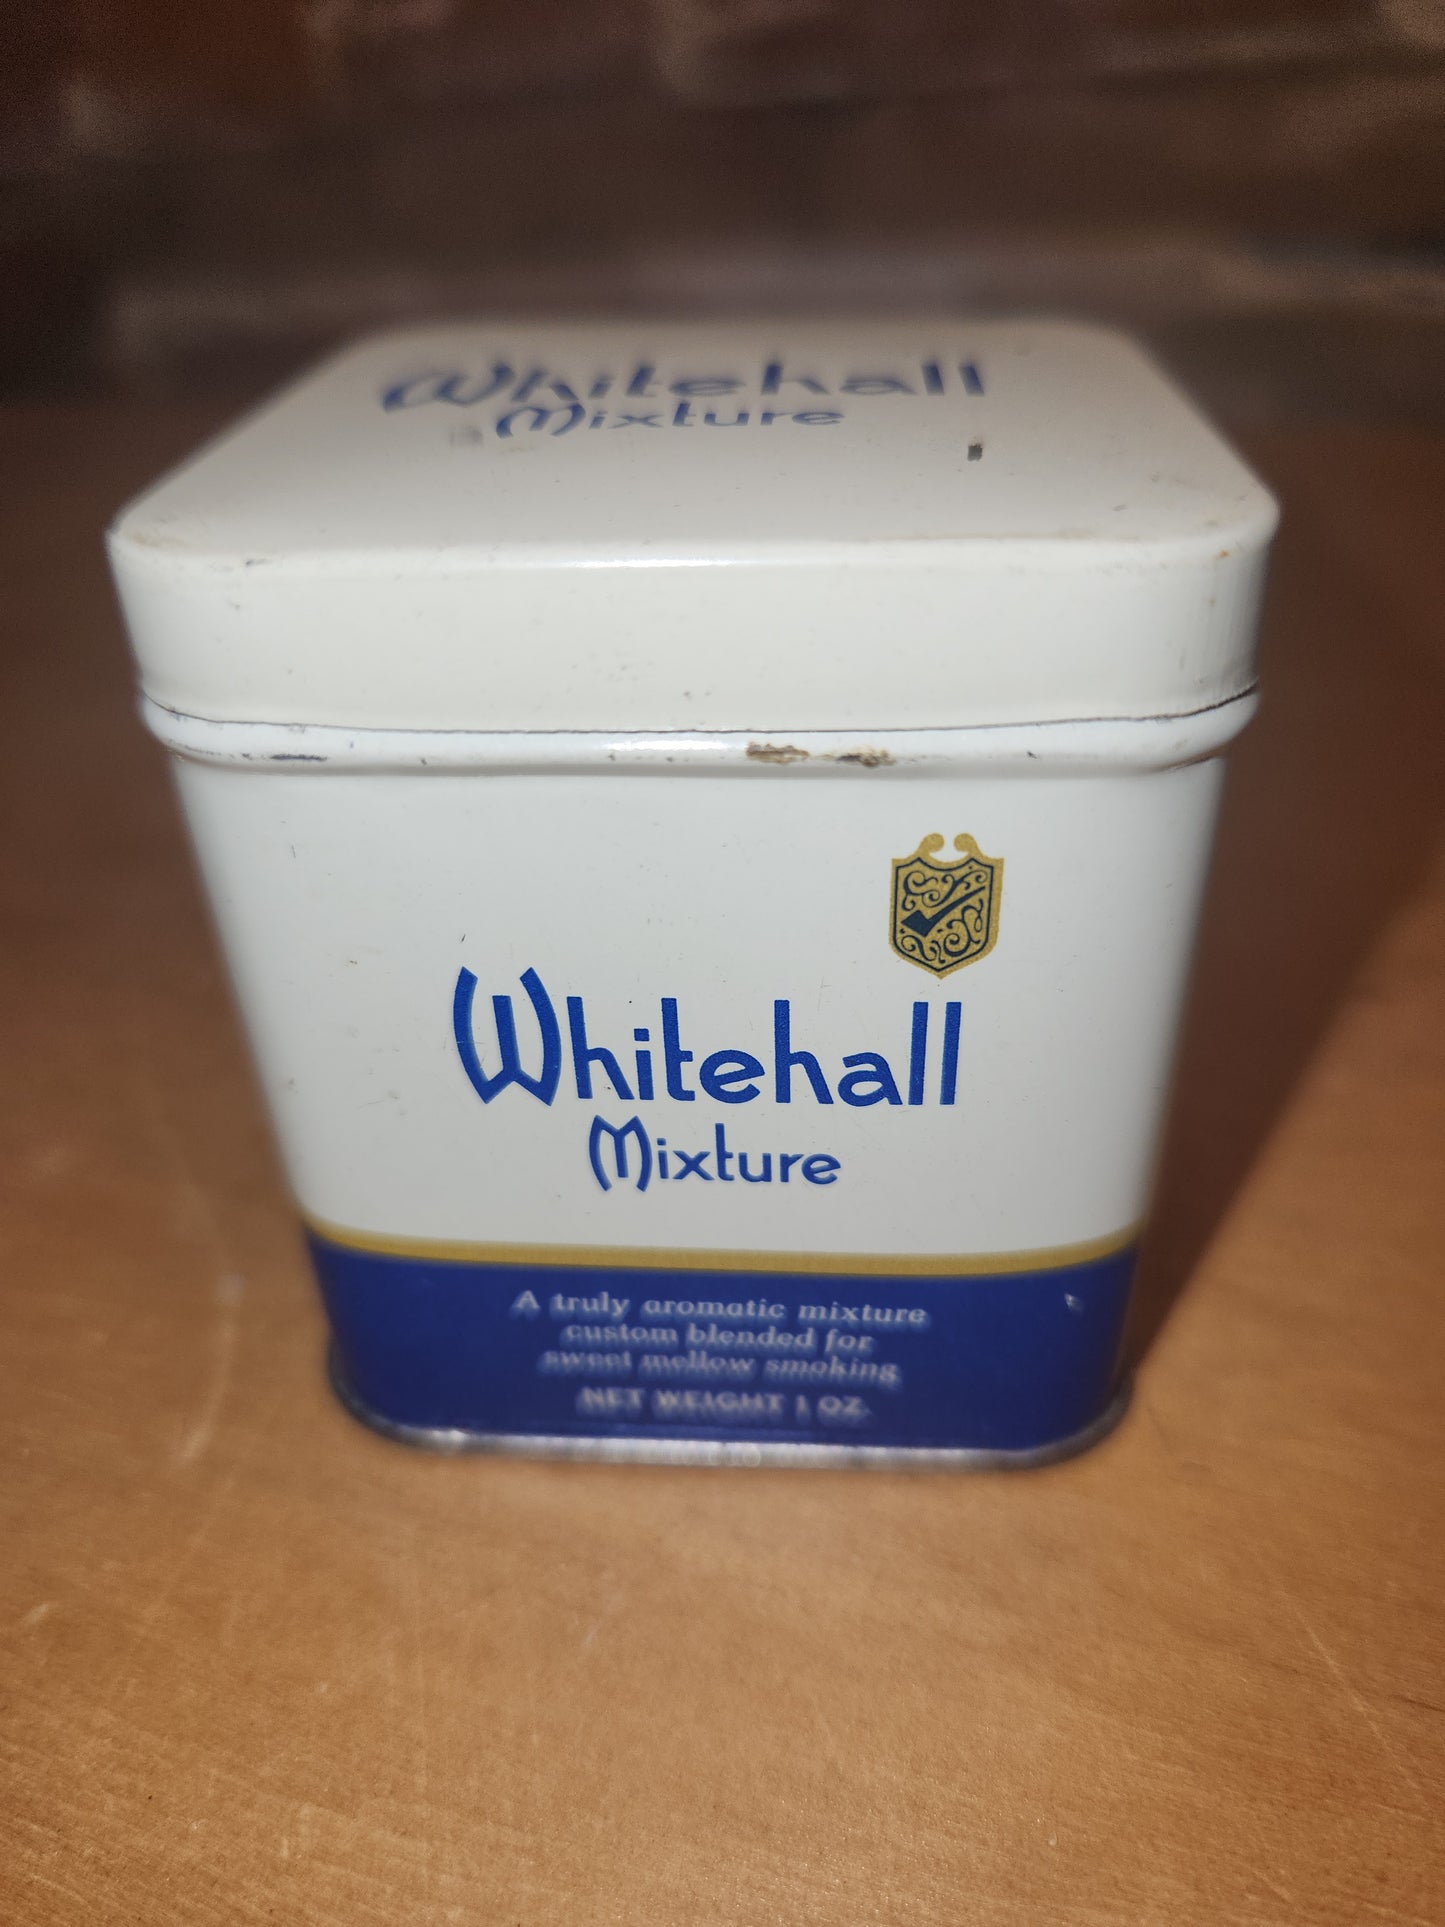 Whitehall
Mixture
Whitehall
Mixture
A truly aromatic mixture
custom blended for
sweet mellow smoking
NET WEIGHT 1 OZ.